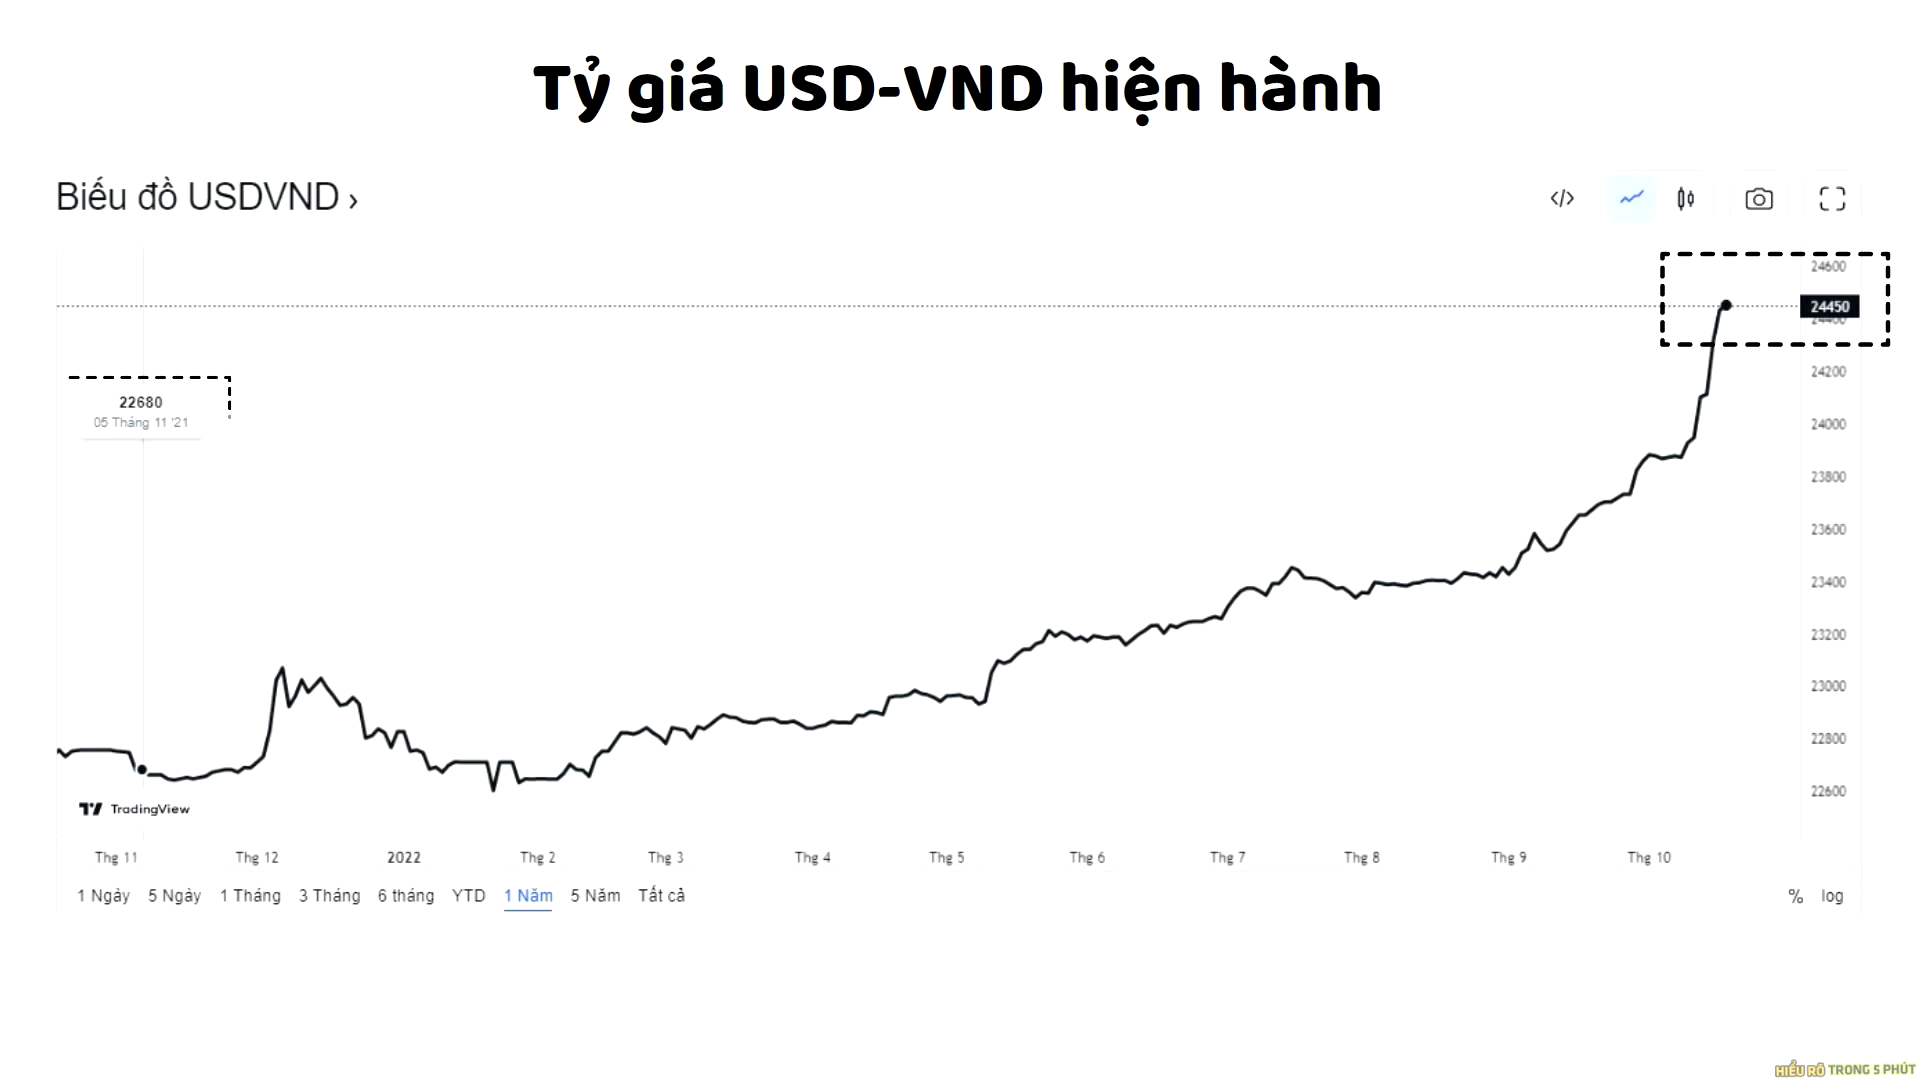 Tỷ giá USD-VND hiện hành
Biểu đồ USDVND ›
</>
24600
24450
24400
24200
22680
05 Tháng 11 '21
24000
23800
23600
23400
23200
23000
22800
22600
TradingView
Thg 11 Thg 12 2022 Thg 2 Thg 3 Thg 4 Thg 5 Thg 6 Thg 7 Thg 8 Thg 9 Thg 10
1 Ngày 5 Ngày 1 Tháng 3 Tháng 6 tháng YTD 1 Năm 5 Năm Tất cả % log
HIỂU RÕ TRONG 5 PHÚT